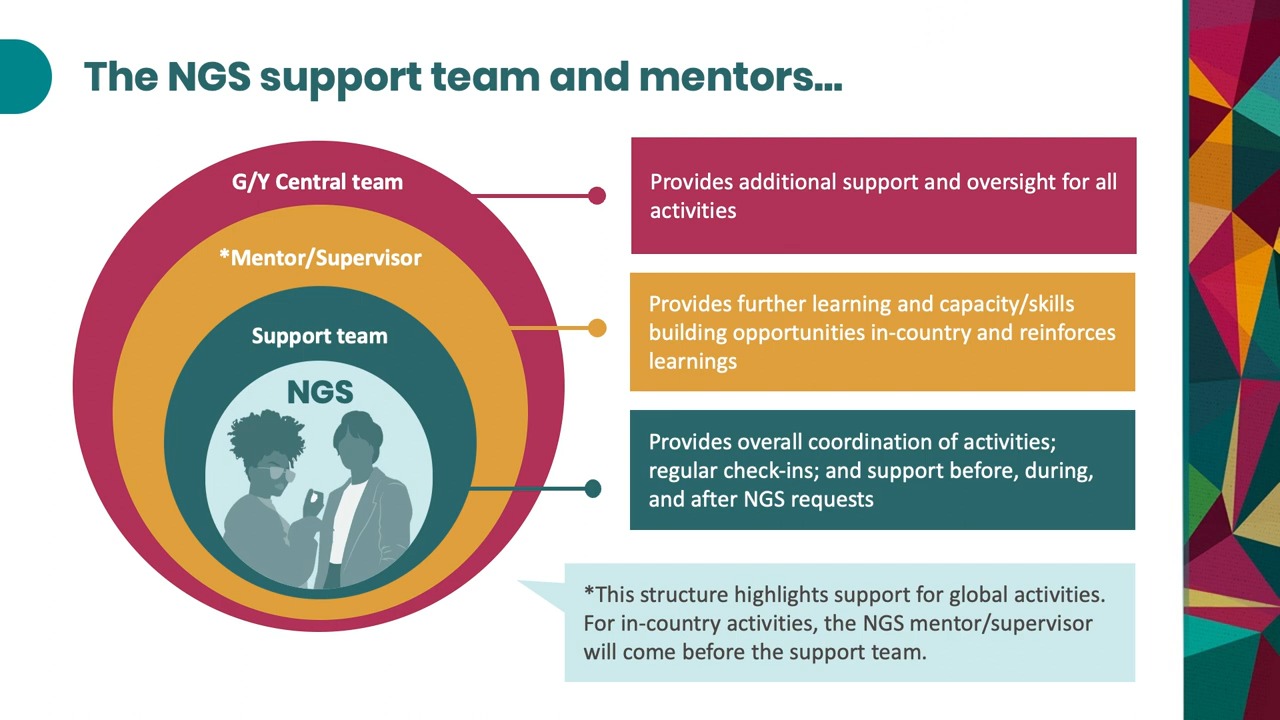 The NGS support team and mentors...
G/Y Central team
*Mentor/Supervisor
Support team
NGS
Provides additional support and oversight for all
activities
Provides further learning and capacity/skills
building opportunities in-country and reinforces
learnings
Provides overall coordination of activities;
regular check-ins; and support before, during,
and after NGS requests
*This structure highlights support for global activities.
For in-country activities, the NGS mentor/supervisor
will come before the support team.